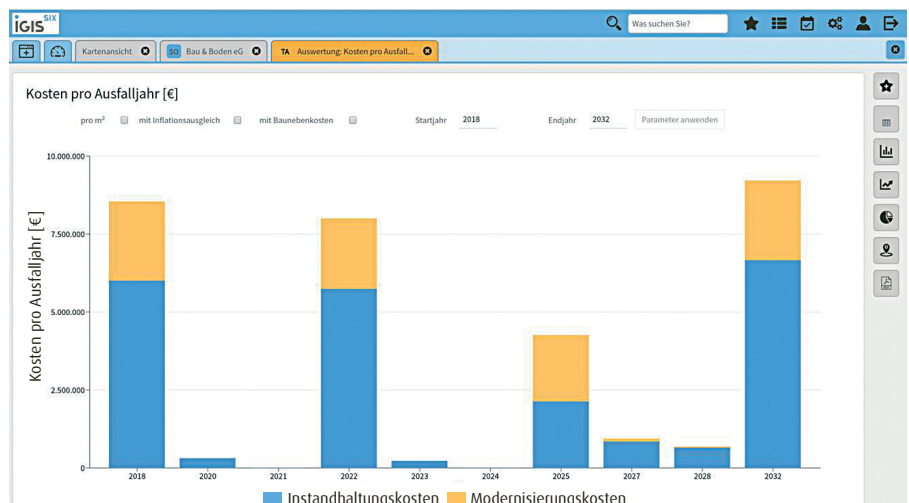 iGIS SIX
Was suchen Sie?
Kartenansicht
SO Bau & Boden eG
TA Auswertung: Kosten pro Ausfall...
Kosten pro Ausfalljahr [€]
pro m² mit Inflationsausgleich mit Baunebenkosten Startjahr 2018 Endjahr 2032 Parameter anwenden
Kosten pro Ausfalljahr [€]
10.000.000
7.500.000
5.000.000
2.500.000
0
2018 2020 2021 2022 2023 2024 2025 2027 2028 2032
Instandhaltungskosten Modernisierungskosten